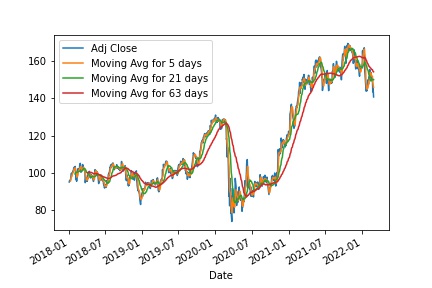 Adj Close
Moving Avg for 5 days
Moving Avg for 21 days
Moving Avg for 63 days
160
140
120
100
80
2018-01
2018-07
2019-01
2019-07
2020-01
2020-07
2021-01
2021-07
2022-01
Date